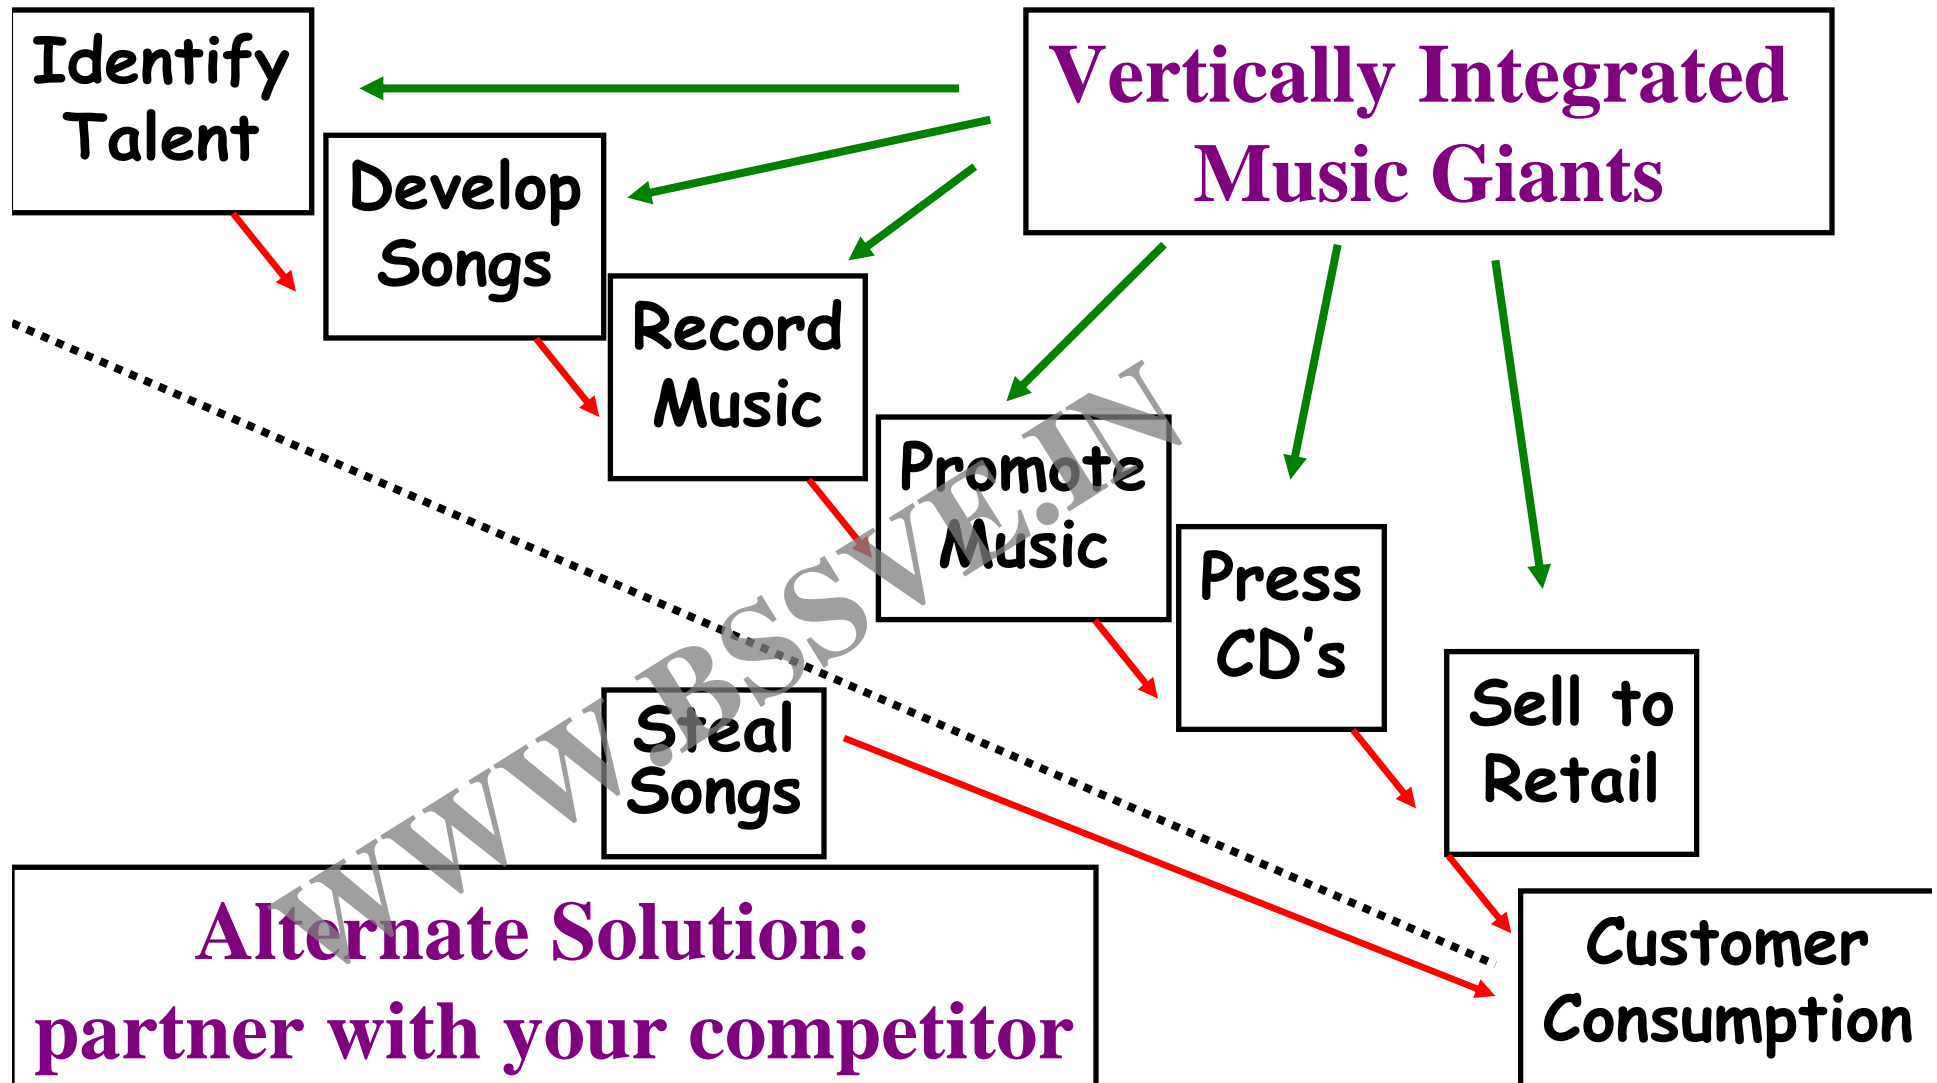 Identify
Talent
Vertically Integrated
Music Giants
Develop
Songs
Record
Music
Promote
Music
Press
CD's
Sell to
Retail
Steal
Songs
Customer
Consumption
Alternate Solution:
partner with your competitor
WWW.BSSVE.IN